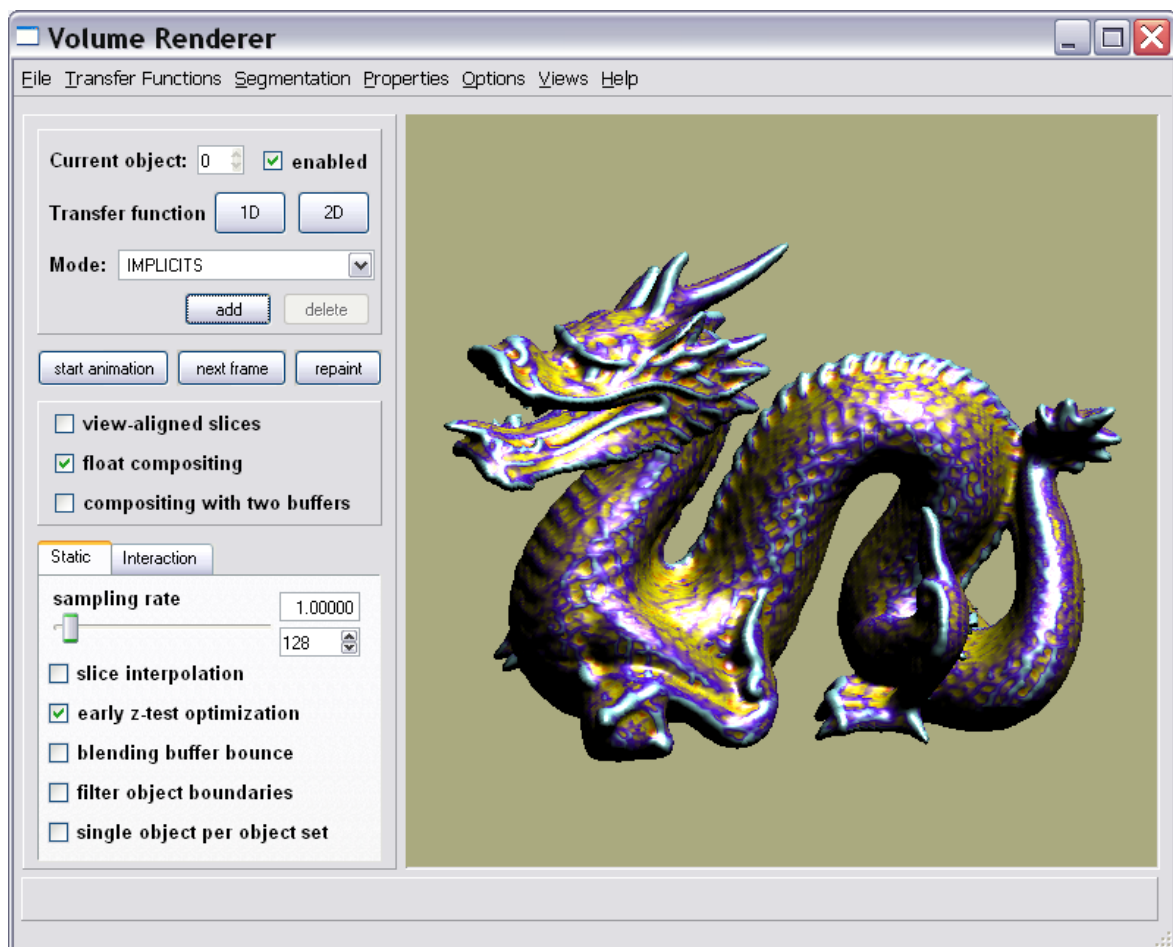 Volume Renderer
File Transfer Functions Segmentation Properties Options Views Help
Current object: 0 enabled
Transfer function 1D 2D
Mode: IMPLICITS
add delete
start animation next frame repaint
view-aligned slices
float compositing
compositing with two buffers
Static Interaction
sampling rate 1.00000
128
slice interpolation
early z-test optimization
blending buffer bounce
filter object boundaries
single object per object set